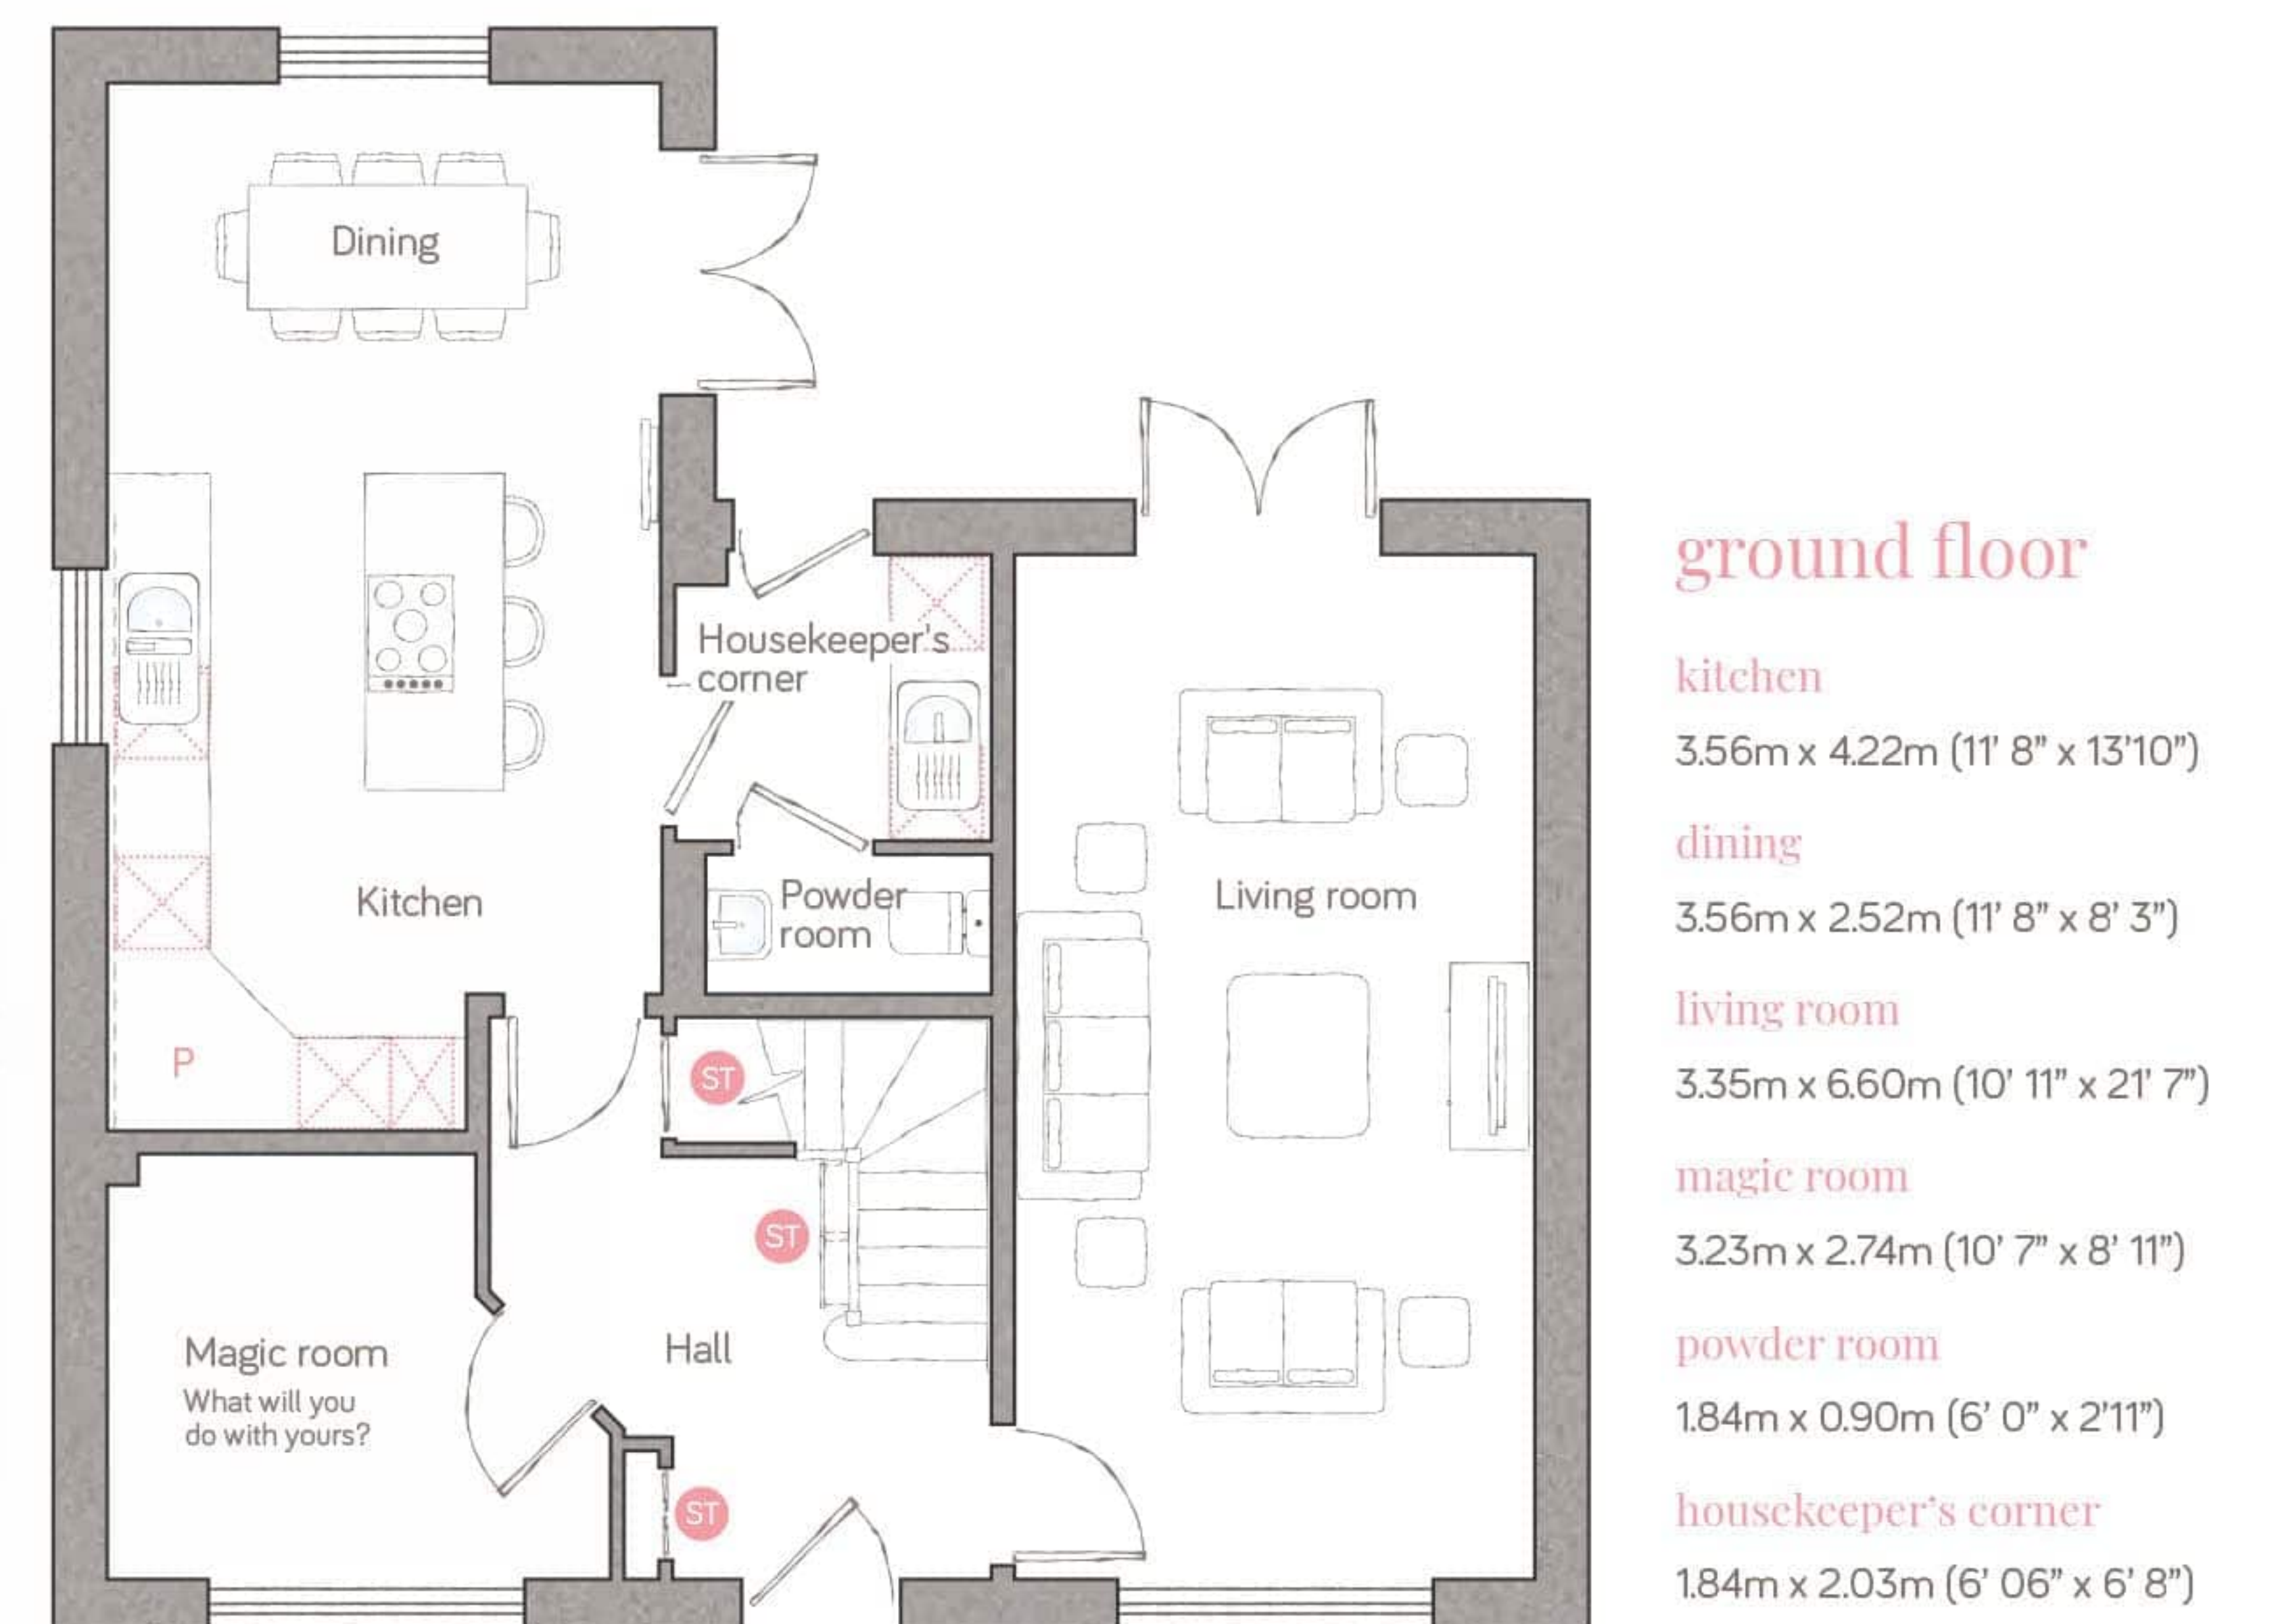 Dining
Housekeeper's
corner
Kitchen
Powder
room
Living room
P
ST
ST
Magic room
What will you
do with yours?
Hall
ST
ground floor
kitchen
3.56m x 4.22m (11' 8" x 13'10")
dining
3.56m x 2.52m (11' 8" x 8' 3")
living room
3.35m x 6.60m (10' 11" x 21' 7")
magic room
3.23m x 2.74m (10' 7" x 8' 11")
powder room
1.84m x 0.90m (6' 0" x 2'11")
housekeeper's corner
1.84m x 2.03m (6' 06" x 6' 8")